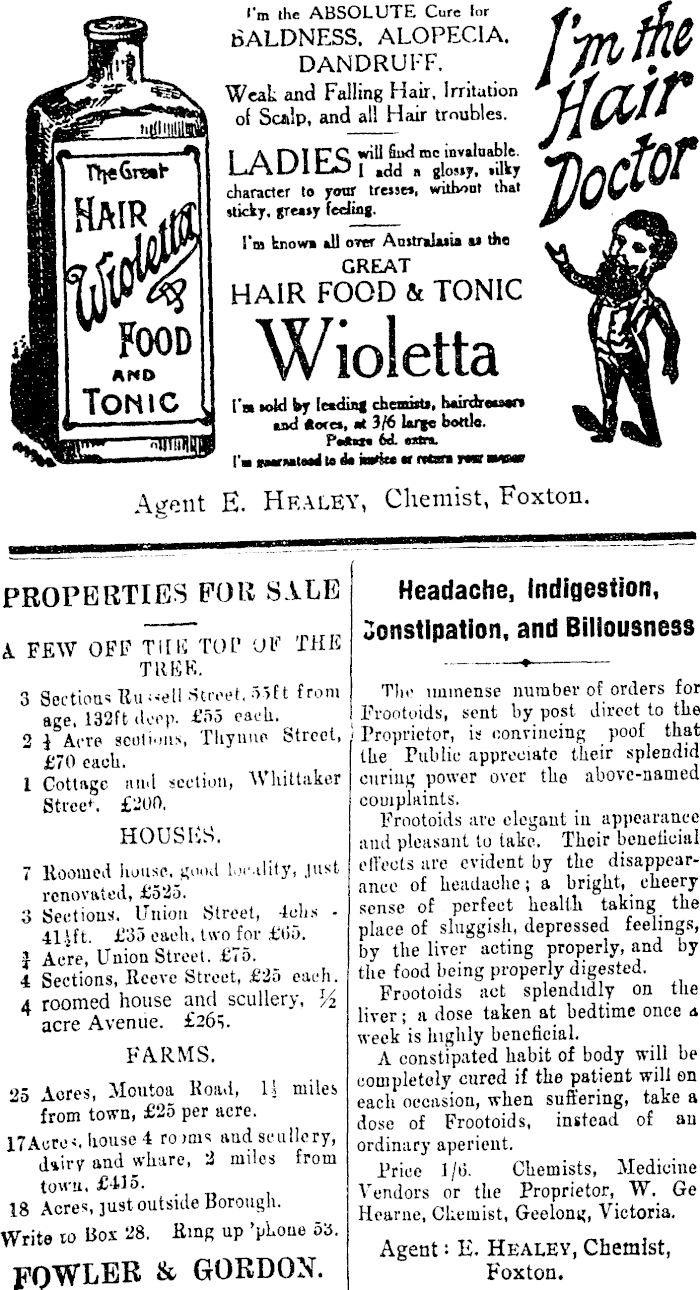 The Great
HAIR
Wioletta
FOOD
AND
TONIC
I'm the ABSOLUTE Cure for
BALDNESS, ALOPECIA,
DANDRUFF,
Weak and Falling Hair, Irritation
of Scalp, and all Hair troubles.
LADIES will find me invaluable.
I add a glossy, silky
character to your tresses, without that
sticky, greasy feeling.
I'm known all over Australasia as the
GREAT
HAIR FOOD & TONIC
Wioletta
I'm sold by leading chemists, hairdressers
and stores, at 3/6 large bottle.
Postage 6d. extra.
I'm guaranteed to do justice or return your money
I'm the
Hair
Doctor
Agent E. HEALEY, Chemist, Foxton.
PROPERTIES FOR SALE
A FEW OFF THE TOP OF THE
TREE.
3 Sections Russell Street, 55ft from
age, 132ft deep. £55 each.
2 ¼ Acre sections, Thynne Street,
£70 each.
1 Cottage and section, Whittaker
Street. £200.
HOUSES.
7 Roomed house, good locality, just
renovated, £525.
3 Sections, Union Street, 4chs -
41½ft. £35 each, two for £65.
¾ Acre, Union Street. £75.
4 Sections, Reeve Street, £25 each.
4 roomed house and scullery, ½
acre Avenue. £265.
FARMS.
25 Acres, Moutoa Road, 1½ miles
from town, £25 per acre.
17 Acres, house 4 rooms and scullery,
dairy and whare, 2 miles from
town, £415.
18 Acres, just outside Borough.
Write to Box 28. Ring up 'phone 53.
FOWLER & GORDON.
Headache, Indigestion,
Constipation, and Biliousness
The immense number of orders for
Frootoids, sent by post direct to the
Proprietor, is convincing poof that
the Public appreciate their splendid
curing power over the above-named
complaints.
Frootoids are elegant in appearance
and pleasant to take. Their beneficial
effects are evident by the disappear-
ance of headache; a bright, cheery
sense of perfect health taking the
place of sluggish, depressed feelings,
by the liver acting properly, and by
the food being properly digested.
Frootoids act splendidly on the
liver; a dose taken at bedtime once a
week is highly beneficial.
A constipated habit of body will be
completely cured if the patient will on
each occasion, when suffering, take a
dose of Frootoids, instead of an
ordinary aperient.
Price 1/6. Chemists, Medicine
Vendors or the Proprietor, W. Ge
Hearne, Chemist, Geelong, Victoria.
Agent: E. HEALEY, Chemist,
Foxton.